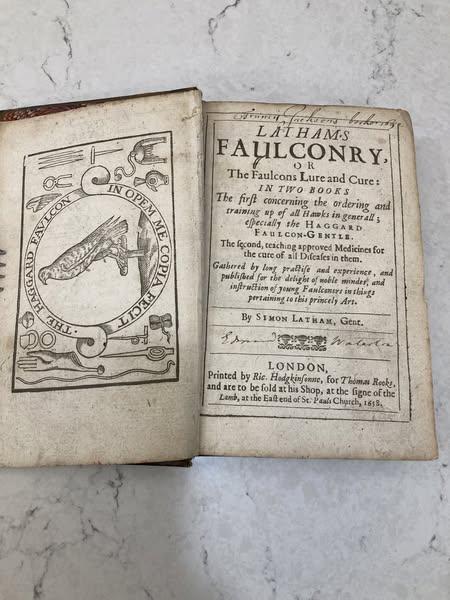 THE HAGGARD FAULCON
IN OPEM ME COPIA FECIT
LATHAMS
FAULCONRY,
OR
The Faulcons Lure and Cure:
IN TWO BOOKS
The first concerning the ordering and
training up of all Hawks in generall;
especially the HAGGARD
FAULCON-GENTLE.
The second, teaching approved Medicines for
the cure of all Diseases in them.
Gathered by long practise and experience, and
published for the delight of noble mindes, and
instruction of young Faulconers in things
pertaining to this princely Art.
By SIMON LATHAM, Gent.
LONDON,
Printed by Ric. Hodgkinsonne, for Thomas Rooks,
and are to be sold at his Shop, at the signe of the
Lamb, at the East end of St. Pauls Church, 1658.